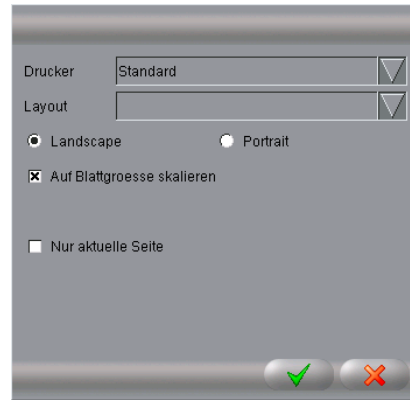 Drucker Standard
Layout
Landscape Portrait
Auf Blattgroesse skalieren
Nur aktuelle Seite